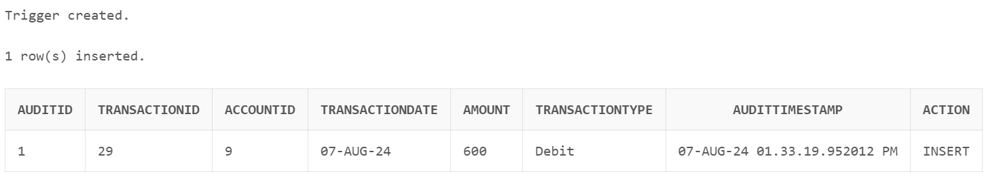 Trigger created.
1 row(s) inserted.
AUDITID TRANSACTIONID ACCOUNTID TRANSACTIONDATE AMOUNT TRANSACTIONTYPE AUDITTIMESTAMP ACTION
1 29 9 07-AUG-24 600 Debit 07-AUG-24 01.33.19.952012 PM INSERT